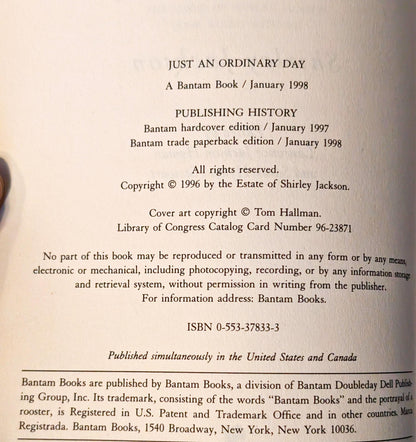 JUST AN ORDINARY DAY
A Bantam Book / January 1998
PUBLISHING HISTORY
Bantam hardcover edition / January 1997
Bantam trade paperback edition / January 1998
All rights reserved.
Copyright © 1996 by the Estate of Shirley Jackson.
Cover art copyright © Tom Hallman.
Library of Congress Catalog Card Number 96-23871
No part of this book may be reproduced or transmitted in any form or by any means,
electronic or mechanical, including photocopying, recording, or by any information storage
and retrieval system, without permission in writing from the publisher.
For information address: Bantam Books.
ISBN 0-553-37833-3
Published simultaneously in the United States and Canada
Bantam Books are published by Bantam Books, a division of Bantam Doubleday Dell Publish-
ing Group, Inc. Its trademark, consisting of the words "Bantam Books" and the portrayal of a
rooster, is Registered in U.S. Patent and Trademark Office and in other countries. Marca
Registrada. Bantam Books, 1540 Broadway, New York, New York 10036.